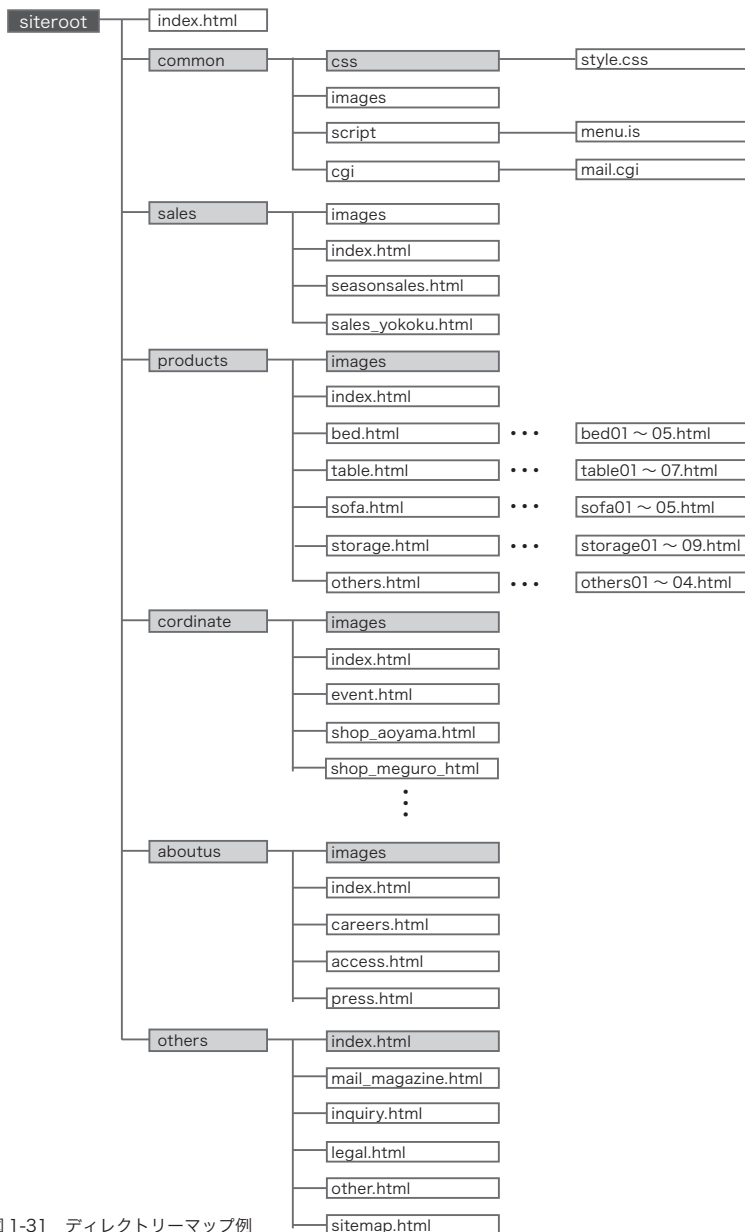 siteroot index.html
common css style.css
images
script menu.is
cgi mail.cgi
sales images
index.html
seasonsales.html
sales_yokoku.html
products images
index.html
bed.html ••• bed01 〜 05.html
table.html ••• table01 〜 07.html
sofa.html ••• sofa01 〜 05.html
storage.html ••• storage01 〜 09.html
others.html ••• others01 〜 04.html
cordinate images
index.html
event.html
shop_aoyama.html
shop_meguro_html
aboutus images
index.html
careers.html
access.html
press.html
others index.html
mail_magazine.html
inquiry.html
legal.html
other.html
sitemap.html
1-31 ディレクトリーマップ例